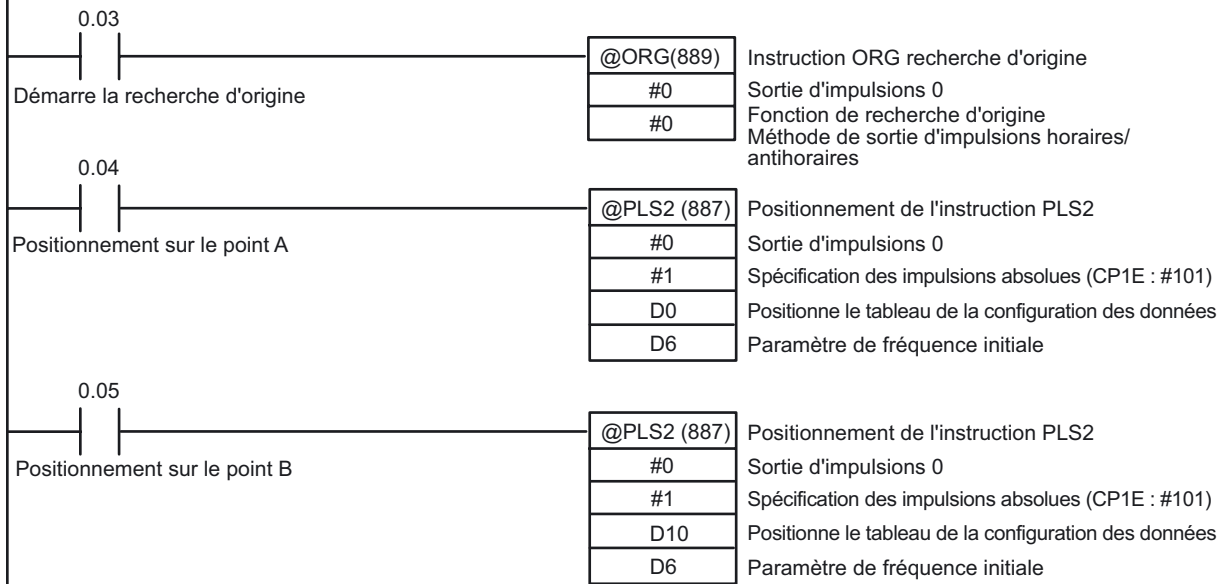 0.03
@ORG(889) Instruction ORG recherche d'origine
#0 Sortie d'impulsions 0
Démarre la recherche d'origine
#0 Fonction de recherche d'origine
Méthode de sortie d'impulsions horaires/
antihoraires
0.04
@PLS2 (887) Positionnement de l'instruction PLS2
Positionnement sur le point A
#0 Sortie d'impulsions 0
#1 Spécification des impulsions absolues (CP1E : #101)
D0 Positionne le tableau de la configuration des données
D6 Paramètre de fréquence initiale
0.05
@PLS2 (887) Positionnement de l'instruction PLS2
Positionnement sur le point B
#0 Sortie d'impulsions 0
#1 Spécification des impulsions absolues (CP1E : #101)
D10 Positionne le tableau de la configuration des données
D6 Paramètre de fréquence initiale